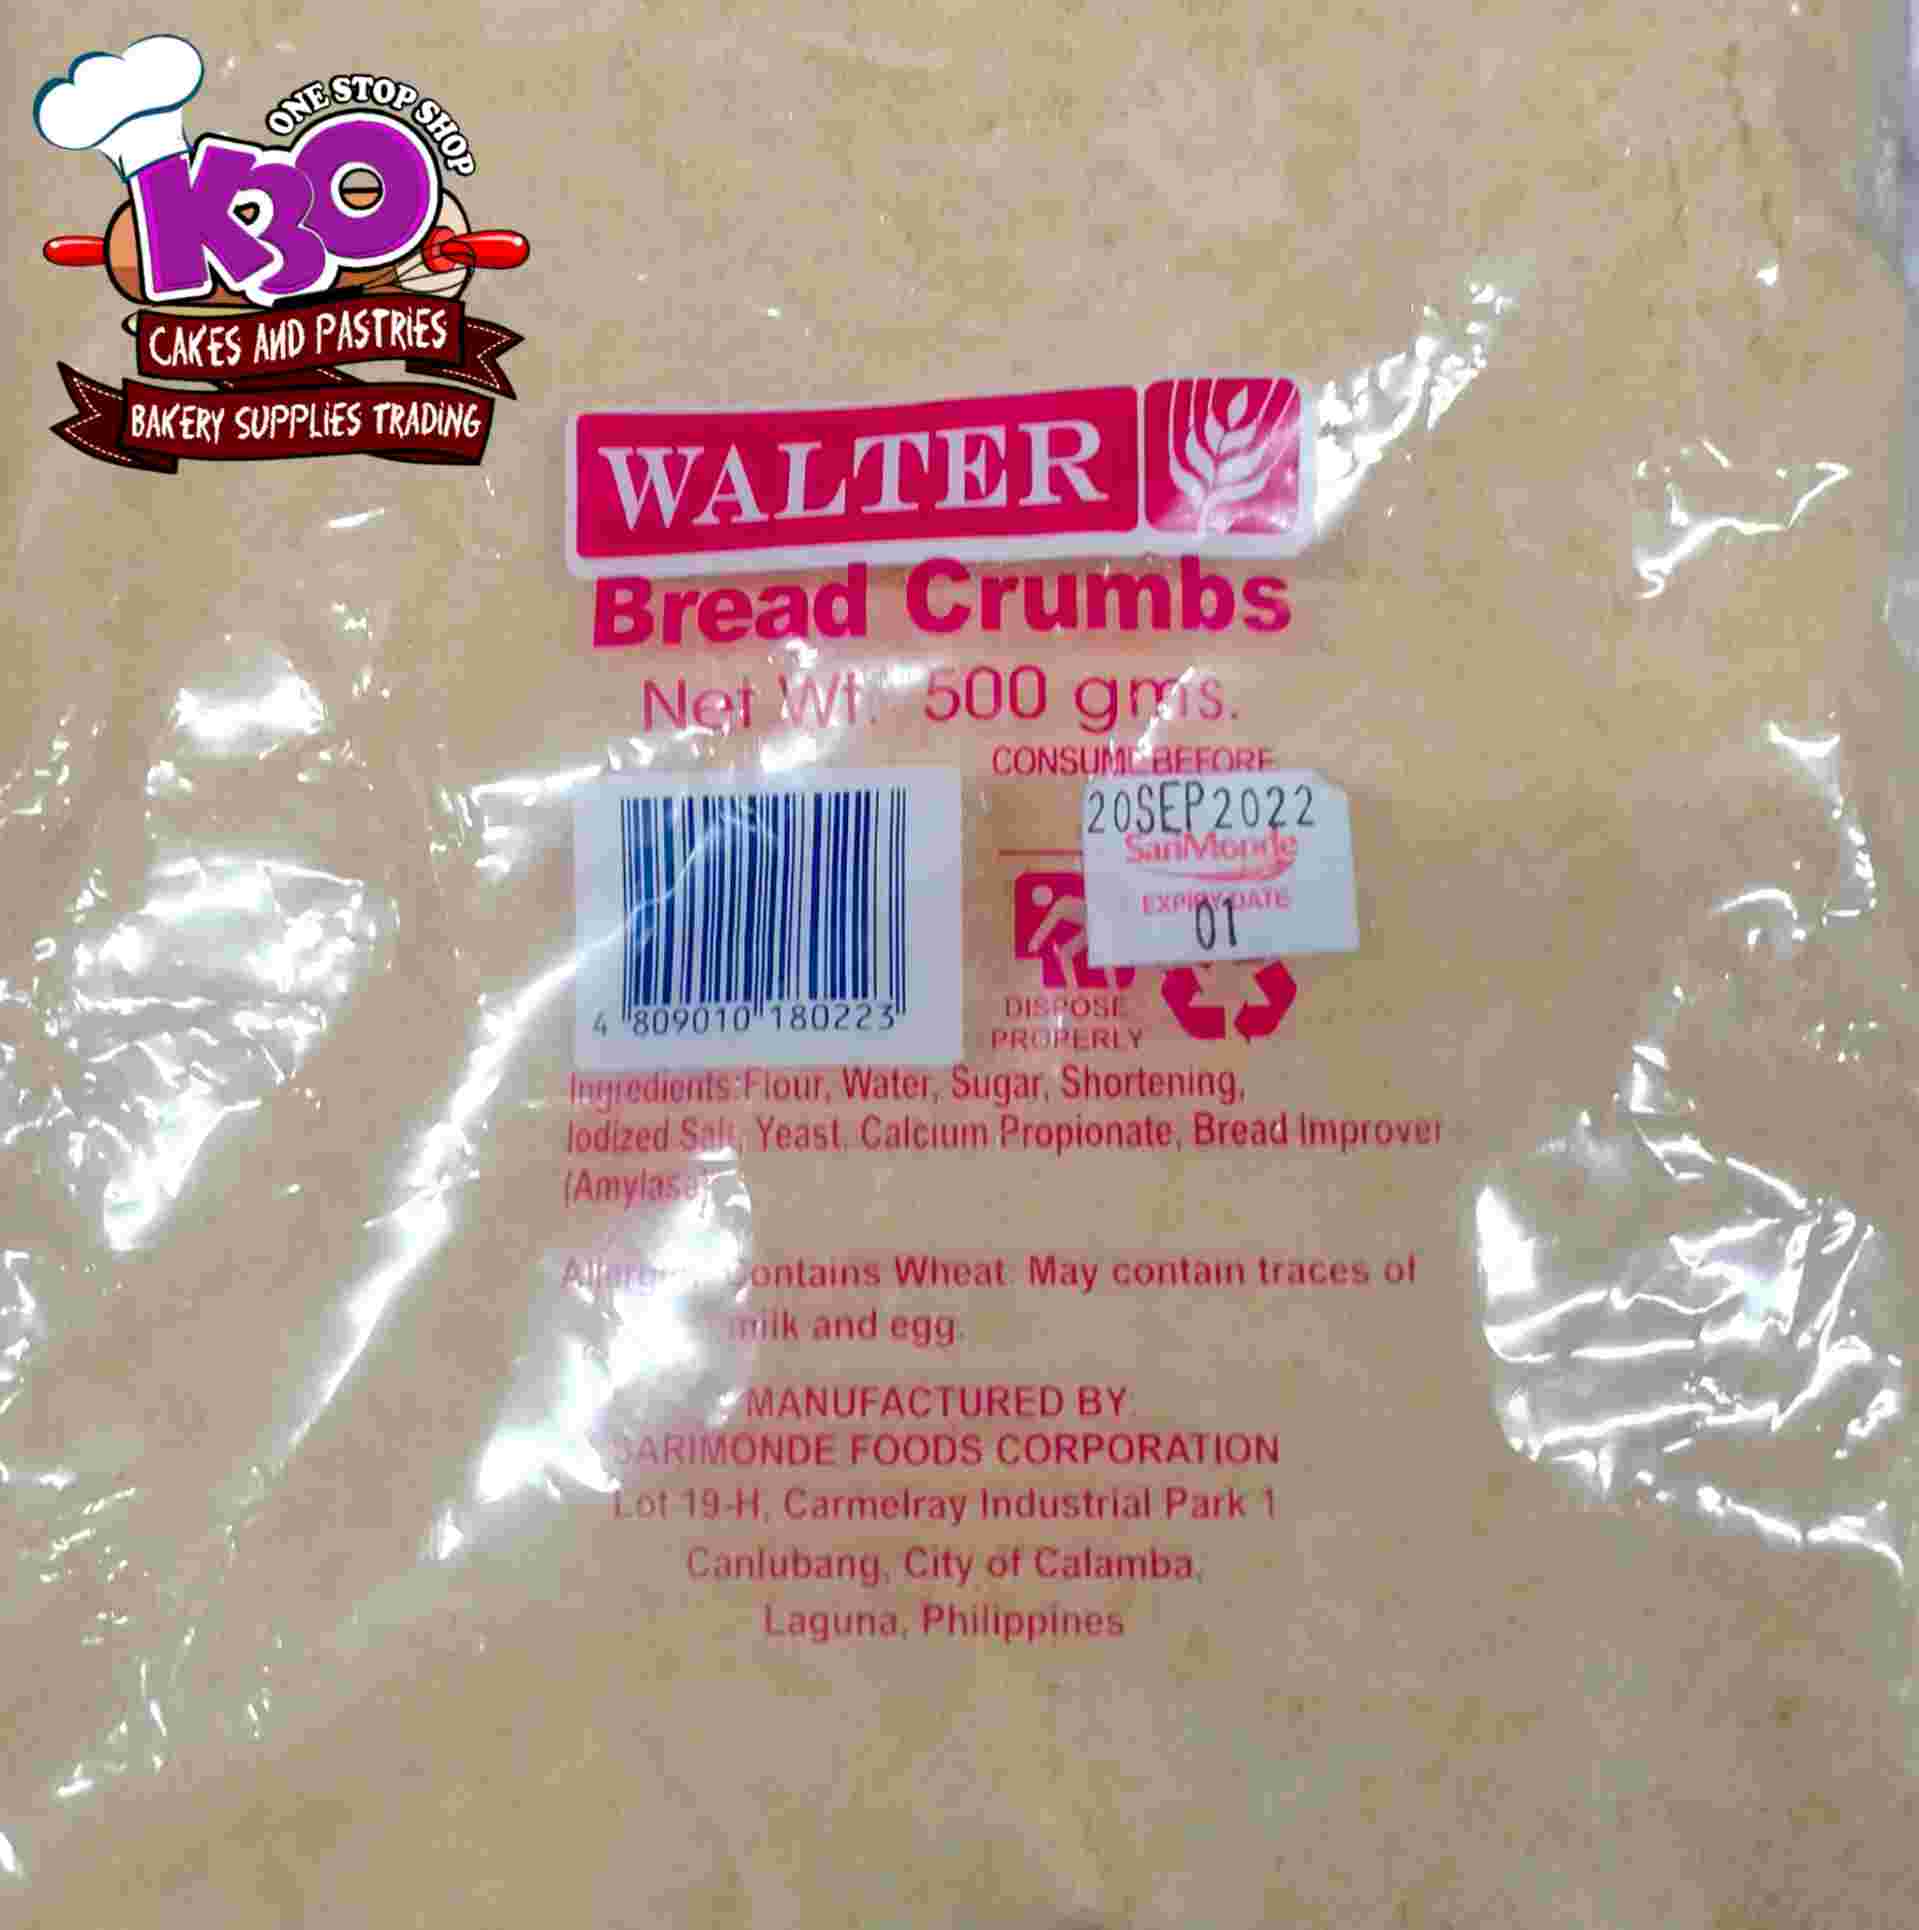 ONE STOP SHOP
K3O
CAKES AND PASTRIES
BAKERY SUPPLIES TRADING
WALTER
Bread Crumbs
Net Wt. 500 gms.
CONSUME BEFORE
20SEP2022
SariMonde
EXPIRY DATE
01
4 809010 180223
DISPOSE
PROPERLY
Ingredients:Flour, Water, Sugar, Shortening,
Iodized Salt, Yeast, Calcium Propionate, Bread Improver
(Amylase)
Contains Wheat. May contain traces of
milk and egg.
MANUFACTURED BY:
SARIMONDE FOODS CORPORATION
Lot 19-H, Carmelray Industrial Park 1
Canlubang, City of Calamba,
Laguna, Philippines